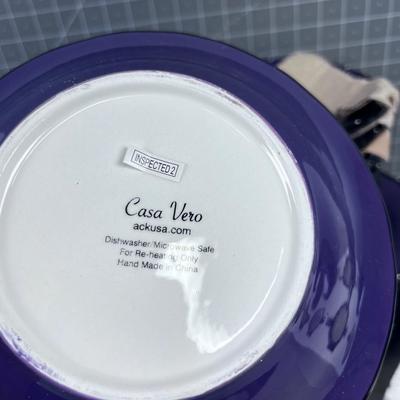 INSPECTED 2
Casa Vero
ackusa.com
Dishwasher/Microwave Safe
For Re-heating Only
Hand Made in China